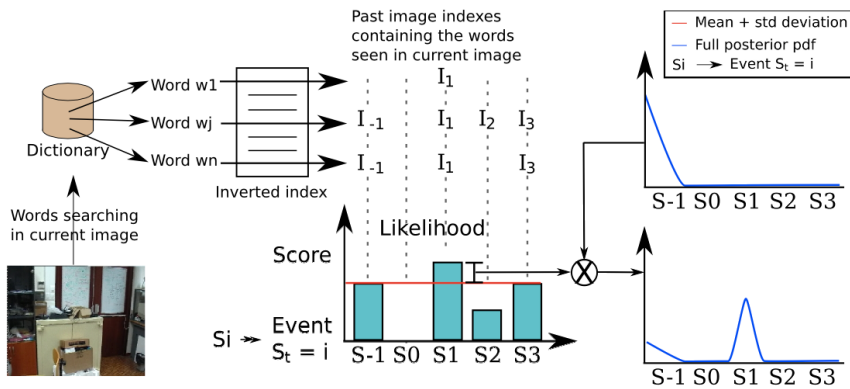 Past image indexes
containing the words
seen in current image
Mean + std deviation
Full posterior pdf
Si → Event Sₜ = i
Word w1
Word wj
Word wn
Dictionary
Inverted index
I₁
I₋₁ I₁ I₂ I₃
I₋₁ I₁ I₃
S-1 S0 S1 S2 S3
Words searching
in current image
Likelihood
Score
X
Si → Event
Sₜ = i
S-1 S0 S1 S2 S3
S-1 S0 S1 S2 S3